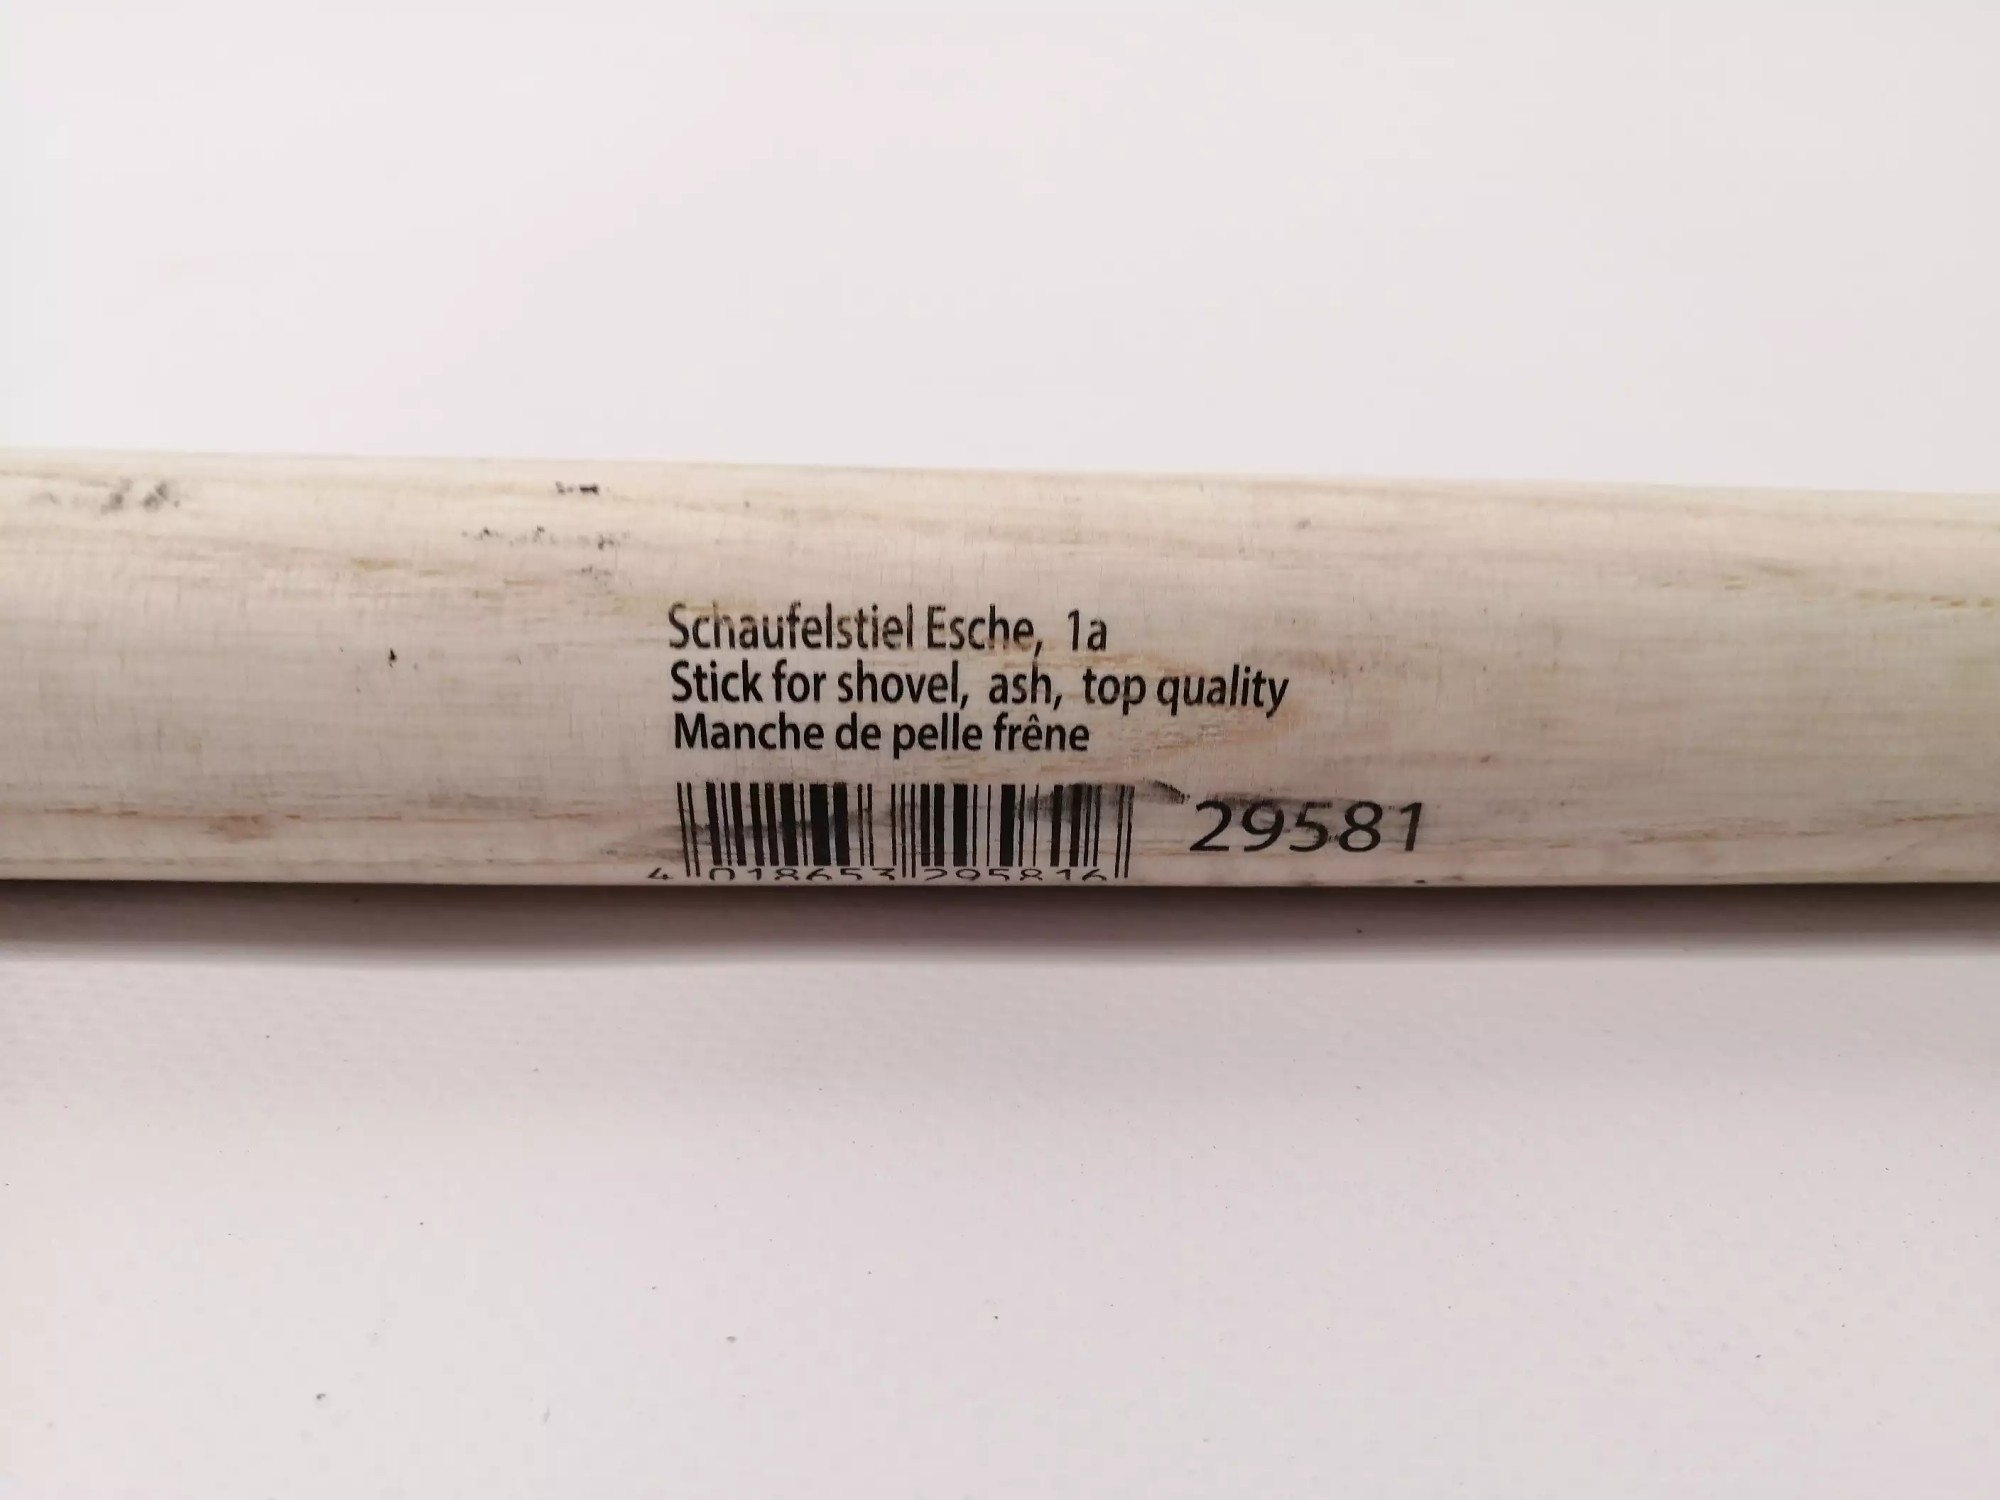 Schaufelstiel Esche, 1a
Stick for shovel, ash, top quality
Manche de pelle frêne
29581
4 018653 295816